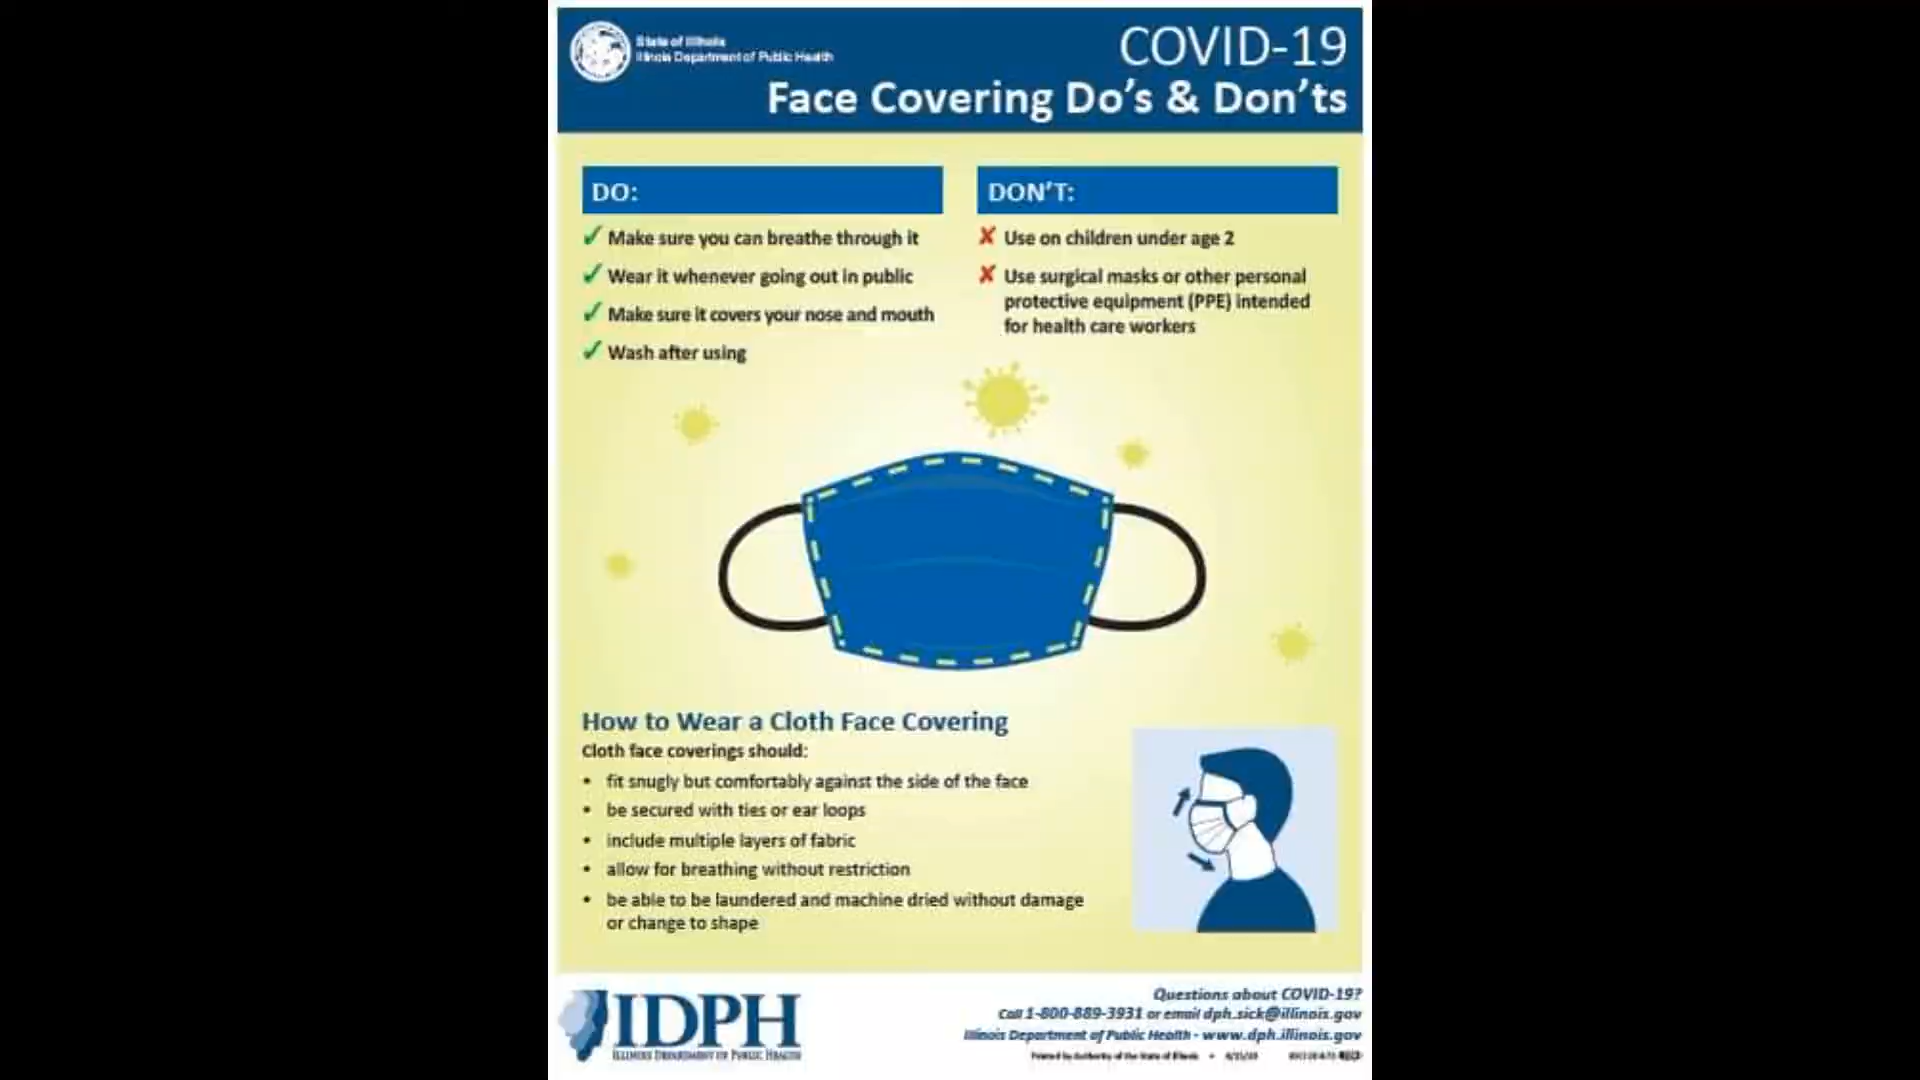 State of Illinois
Illinois Department of Public Health
COVID-19
Face Covering Do's & Don'ts
DO:
✓ Make sure you can breathe through it
✓ Wear it whenever going out in public
✓ Make sure it covers your nose and mouth
✓ Wash after using
DON'T:
✘ Use on children under age 2
✘ Use surgical masks or other personal
protective equipment (PPE) intended
for health care workers
How to Wear a Cloth Face Covering
Cloth face coverings should:
• fit snugly but comfortably against the side of the face
• be secured with ties or ear loops
• include multiple layers of fabric
• allow for breathing without restriction
• be able to be laundered and machine dried without damage
or change to shape
IDPH
ILLINOIS DEPARTMENT OF PUBLIC HEALTH
Questions about COVID-19?
Call 1-800-889-3931 or email dph.sick@illinois.gov
Illinois Department of Public Health - www.dph.illinois.gov
Printed by Authority of the State of Illinois